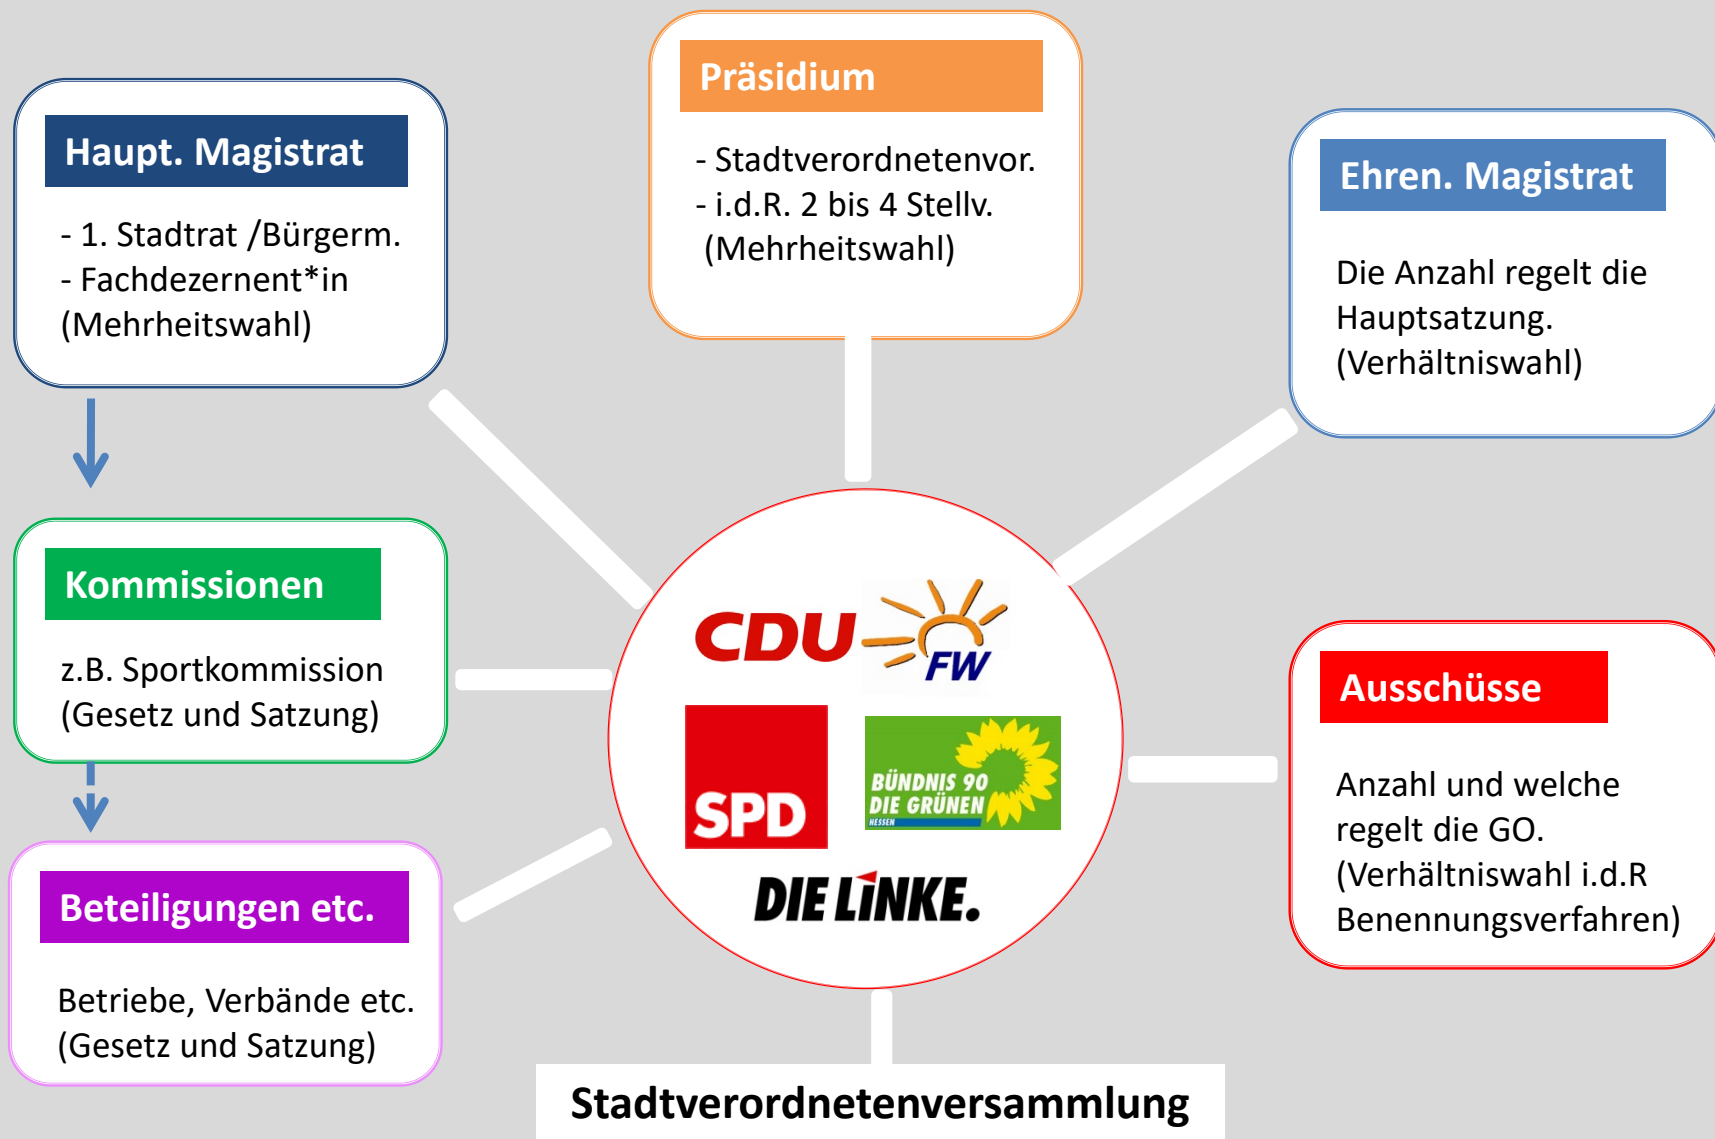 Präsidium
- Stadtverordnetenvor.
- i.d.R. 2 bis 4 Stellv.
(Mehrheitswahl)
Haupt. Magistrat
- 1. Stadtrat /Bürgerm.
- Fachdezernent*in
(Mehrheitswahl)
Ehren. Magistrat
Die Anzahl regelt die
Hauptsatzung.
(Verhältniswahl)
Kommissionen
z.B. Sportkommission
(Gesetz und Satzung)
CDU
FW
SPD
BÜNDNIS 90
DIE GRÜNEN
HESSEN
DIE LINKE.
Ausschüsse
Anzahl und welche
regelt die GO.
(Verhältniswahl i.d.R
Benennungsverfahren)
Beteiligungen etc.
Betriebe, Verbände etc.
(Gesetz und Satzung)
Stadtverordnetenversammlung